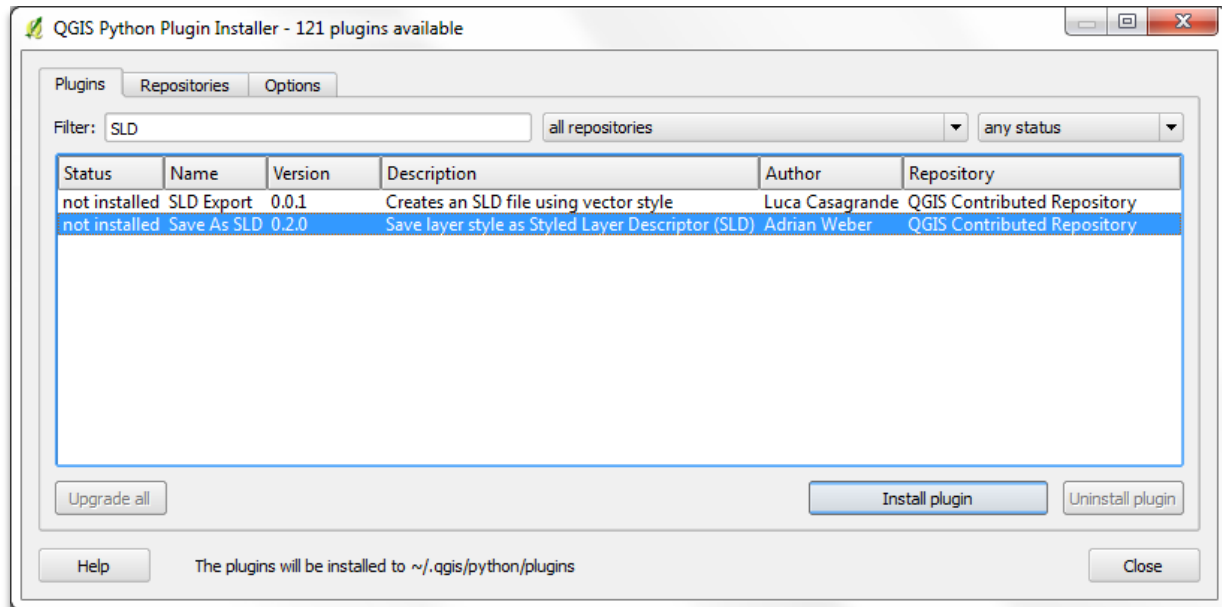 QGIS Python Plugin Installer - 121 plugins available
Plugins Repositories Options
Filter: SLD all repositories any status
Status Name Version Description Author Repository
not installed SLD Export 0.0.1 Creates an SLD file using vector style Luca Casagrande QGIS Contributed Repository
not installed Save As SLD 0.2.0 Save layer style as Styled Layer Descriptor (SLD) Adrian Weber QGIS Contributed Repository
Upgrade all Install plugin Uninstall plugin
Help The plugins will be installed to ~/.qgis/python/plugins Close